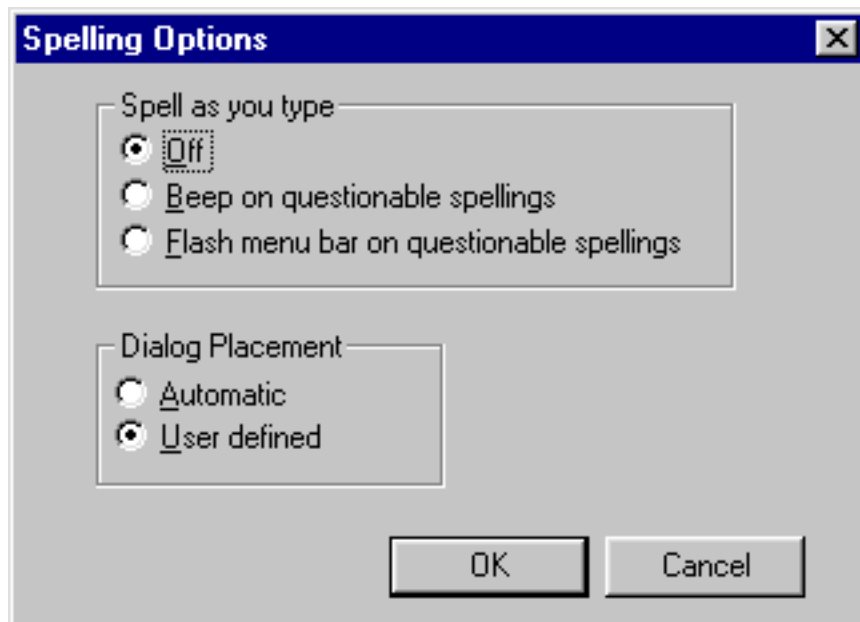 Spelling Options
Spell as you type
Off
Beep on questionable spellings
Flash menu bar on questionable spellings
Dialog Placement
Automatic
User defined
OK Cancel